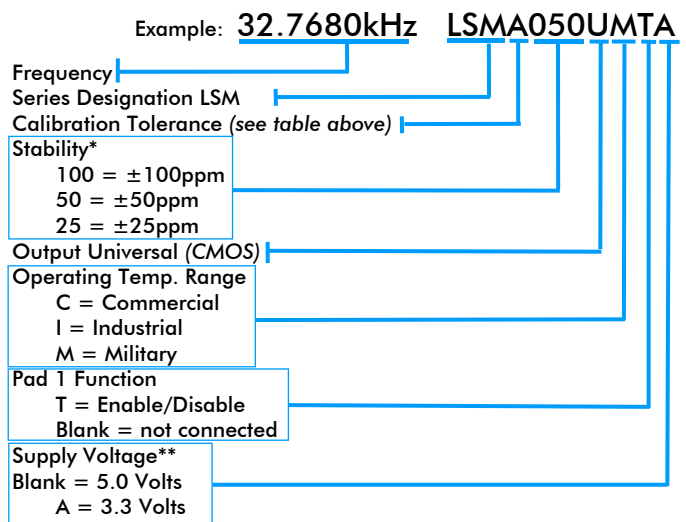 Example: 32.7680kHz LSMA050UMTA
Frequency
Series Designation LSM
Calibration Tolerance (see table above)
Stability*
100 = ±100ppm
50 = ±50ppm
25 = ±25ppm
Output Universal (CMOS)
Operating Temp. Range
C = Commercial
I = Industrial
M = Military
Pad 1 Function
T = Enable/Disable
Blank = not connected
Supply Voltage**
Blank = 5.0 Volts
A = 3.3 Volts